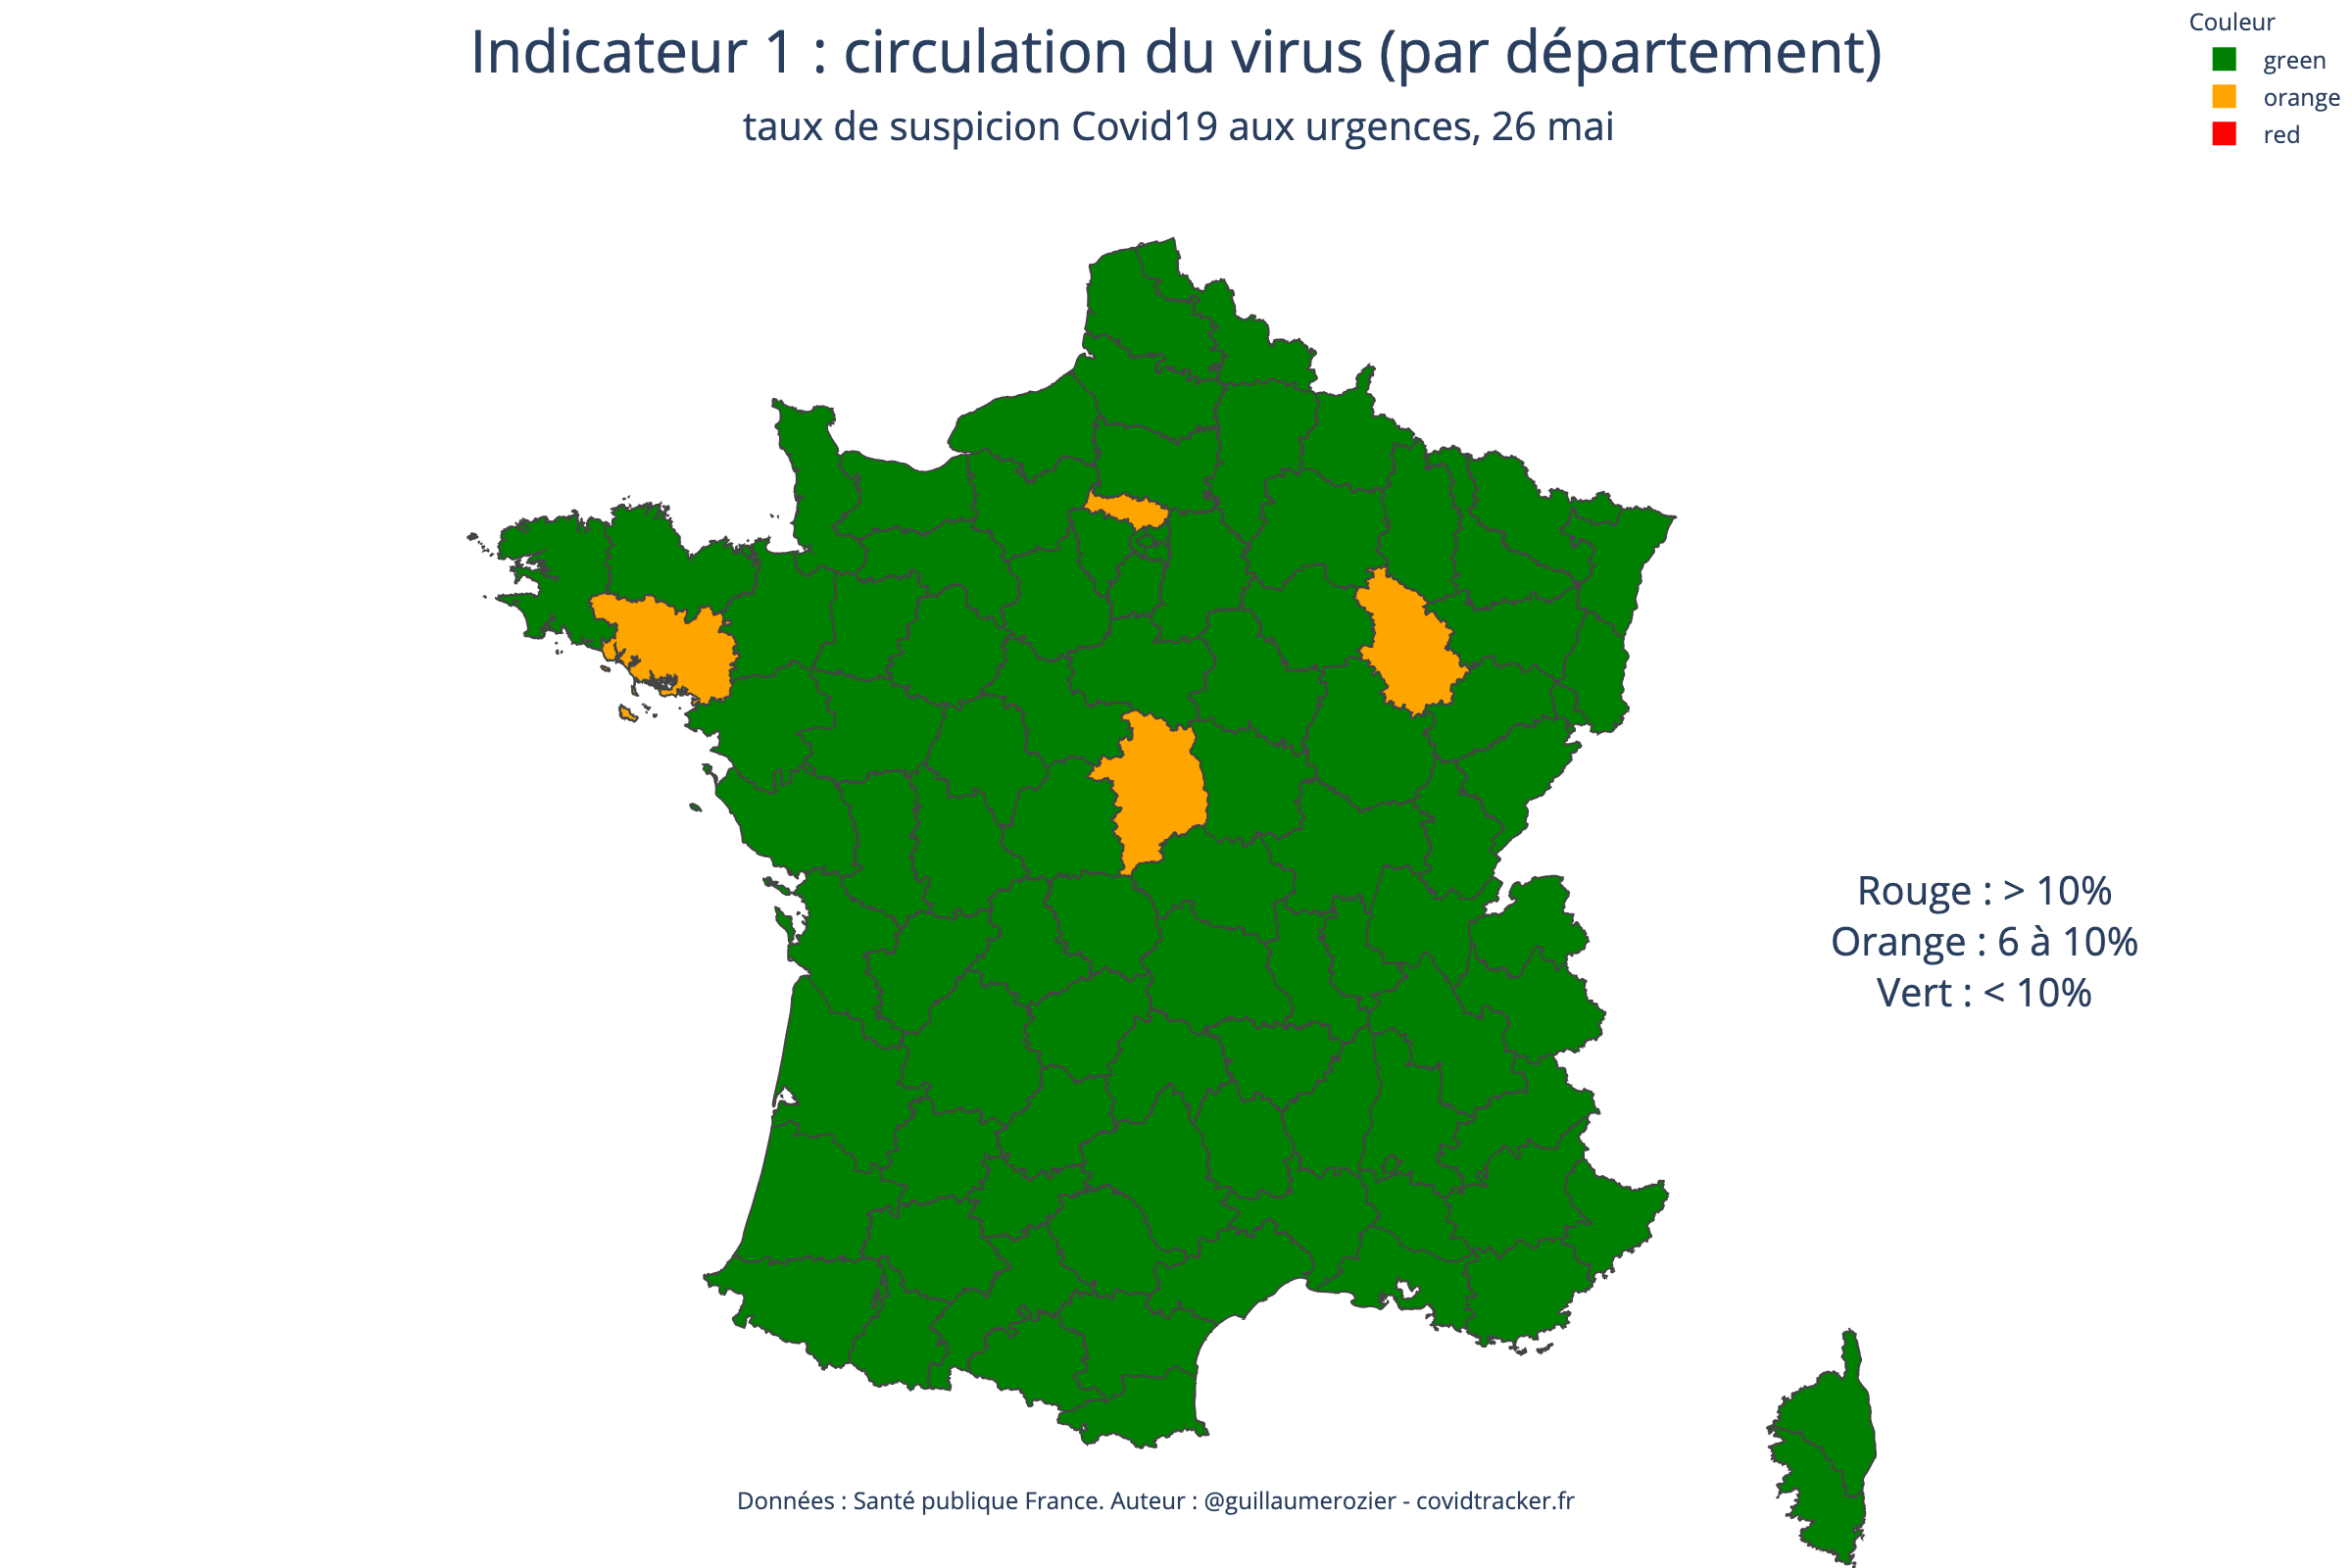 Indicateur 1 : circulation du virus (par département)
taux de suspicion Covid19 aux urgences, 26 mai
Couleur
green
orange
red
Rouge : > 10%
Orange : 6 à 10%
Vert : < 10%
Données : Santé publique France. Auteur : @guillaumerozier - covidtracker.fr